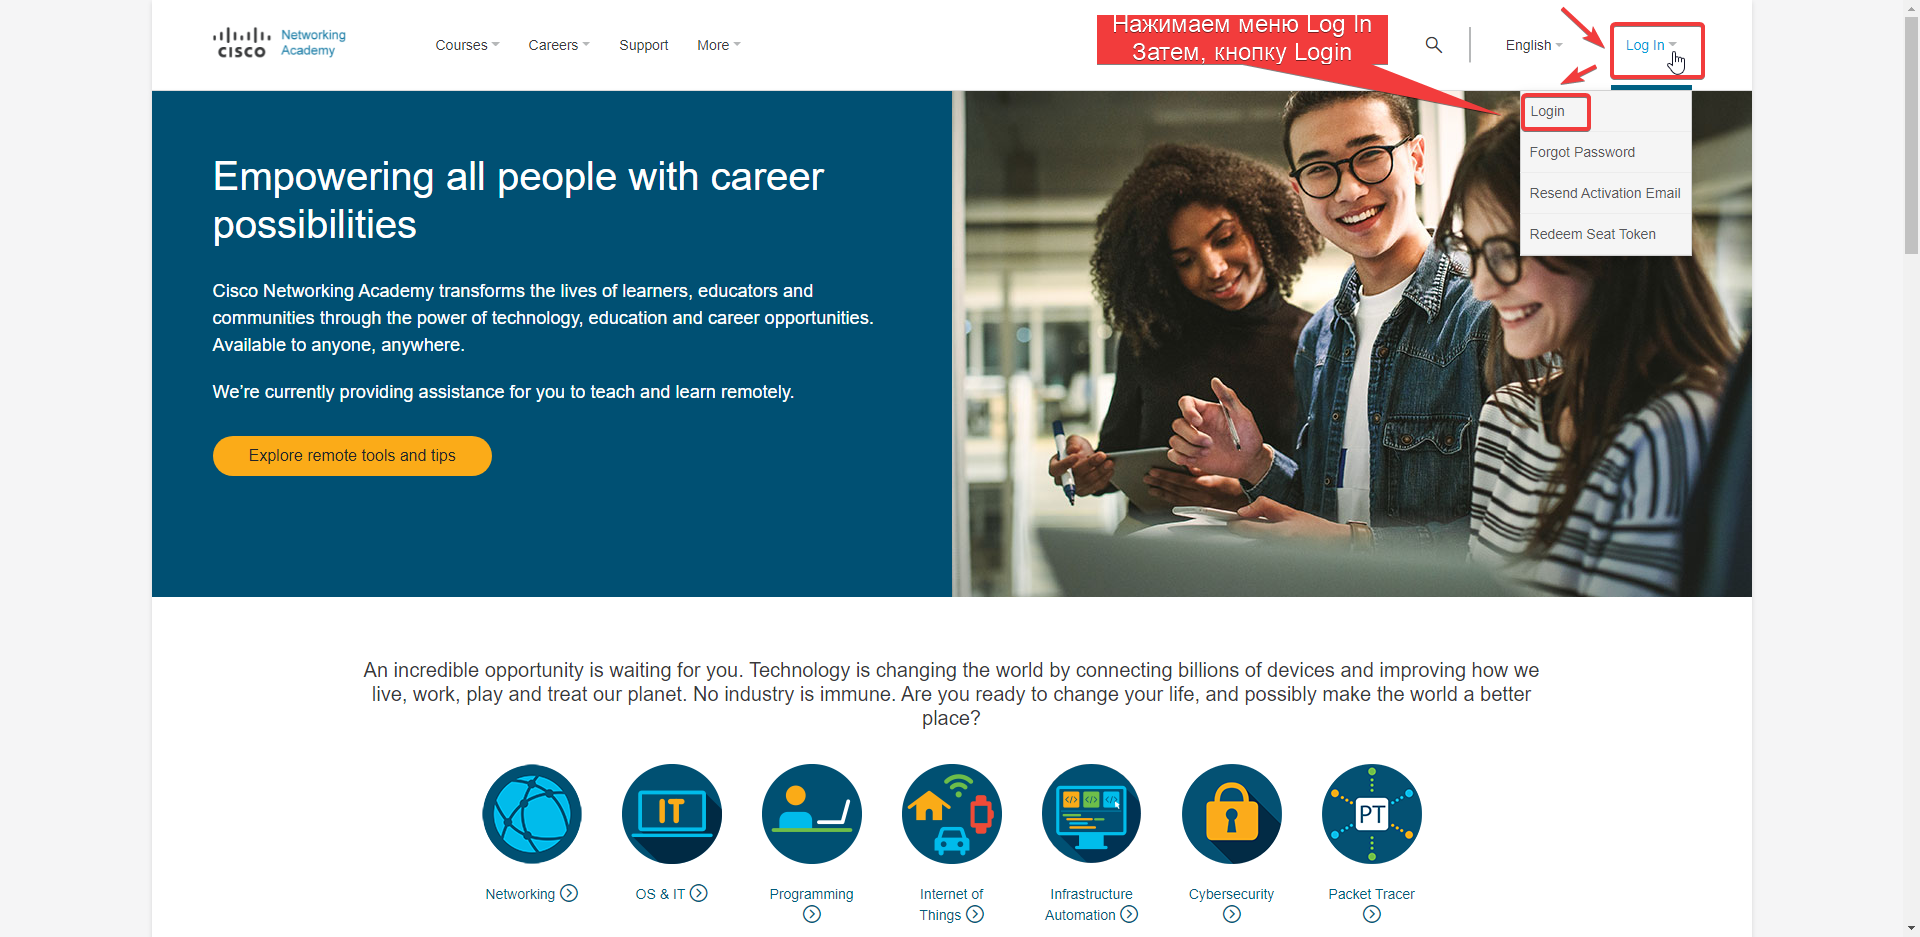 CISCO
Networking
Academy
Courses
Careers
Support
More
Нажимаем меню Log In
Затем, кнопку Login
English
Log In
Login
Forgot Password
Resend Activation Email
Redeem Seat Token
Empowering all people with career
possibilities
Cisco Networking Academy transforms the lives of learners, educators and
communities through the power of technology, education and career opportunities.
Available to anyone, anywhere.
We’re currently providing assistance for you to teach and learn remotely.
Explore remote tools and tips
An incredible opportunity is waiting for you. Technology is changing the world by connecting billions of devices and improving how we
live, work, play and treat our planet. No industry is immune. Are you ready to change your life, and possibly make the world a better
place?
IT
</> </> </>
PT
Networking
OS & IT
Programming
Internet of
Things
Infrastructure
Automation
Cybersecurity
Packet Tracer